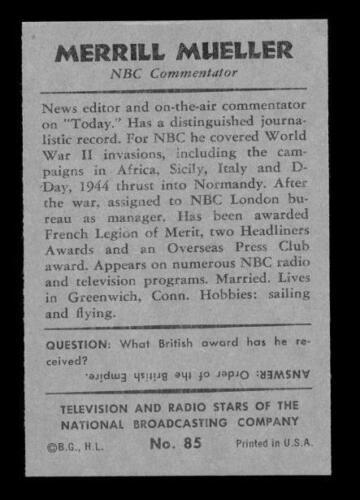 MERRILL MUELLER
NBC Commentator
News editor and on-the-air commentator
on "Today." Has a distinguished journa-
listic record. For NBC he covered World
War II invasions, including the cam-
paigns in Africa, Sicily, Italy and D-
Day, 1944 thrust into Normandy. After
the war, assigned to NBC London bu-
reau as manager. Has been awarded
French Legion of Merit, two Headliners
Awards and an Overseas Press Club
award. Appears on numerous NBC radio
and television programs. Married. Lives
in Greenwich, Conn. Hobbies: sailing
and flying.
QUESTION: What British award has he re-
ceived?
ANSWER: Order of the British Empire.
TELEVISION AND RADIO STARS OF THE
NATIONAL BROADCASTING COMPANY
©B.G., H.L. No. 85 Printed in U.S.A.